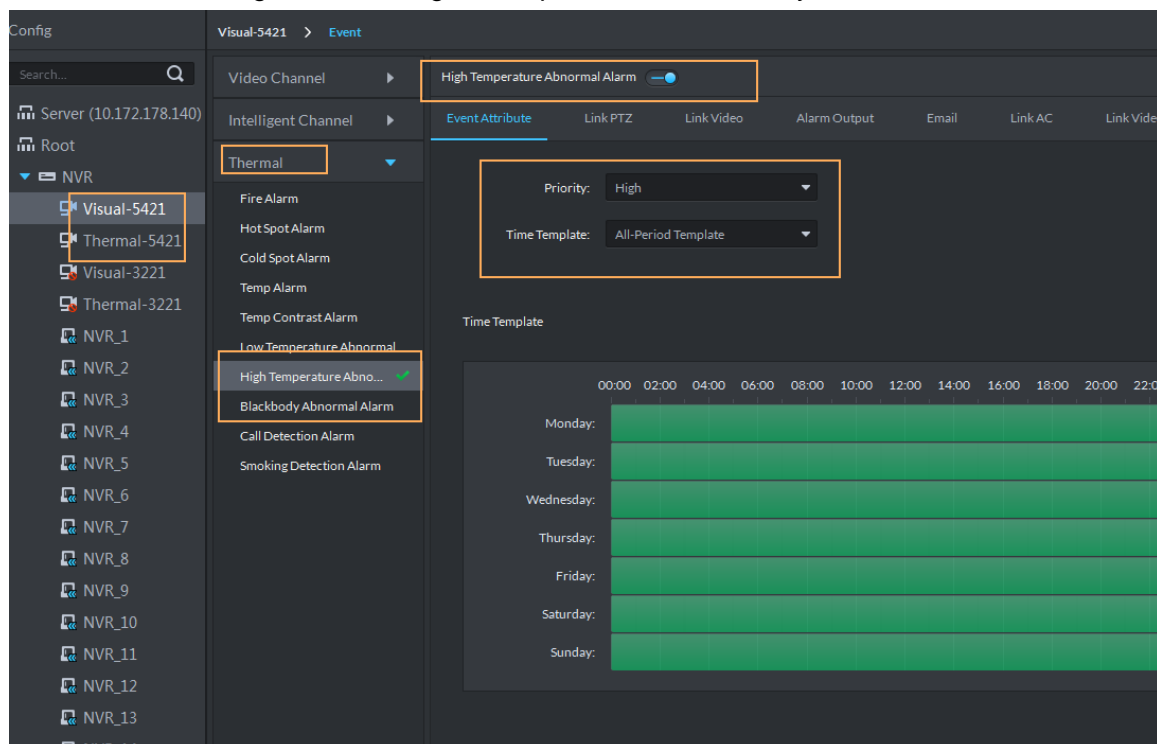 Config
Search...
Server (10.172.178.140)
Root
NVR
Visual-5421
Thermal-5421
Visual-3221
Thermal-3221
NVR_1
NVR_2
NVR_3
NVR_4
NVR_5
NVR_6
NVR_7
NVR_8
NVR_9
NVR_10
NVR_11
NVR_12
NVR_13
Visual-5421 > Event
Video Channel
Intelligent Channel
Thermal
Fire Alarm
Hot Spot Alarm
Cold Spot Alarm
Temp Alarm
Temp Contrast Alarm
Low Temperature Abnormal
High Temperature Abno...
Blackbody Abnormal Alarm
Call Detection Alarm
Smoking Detection Alarm
High Temperature Abnormal Alarm
Event Attribute Link PTZ Link Video Alarm Output Email Link AC Link Vide
Priority: High
Time Template: All-Period Template
Time Template
00:00 02:00 04:00 06:00 08:00 10:00 12:00 14:00 16:00 18:00 20:00 22:0
Monday:
Tuesday:
Wednesday:
Thursday:
Friday:
Saturday:
Sunday: